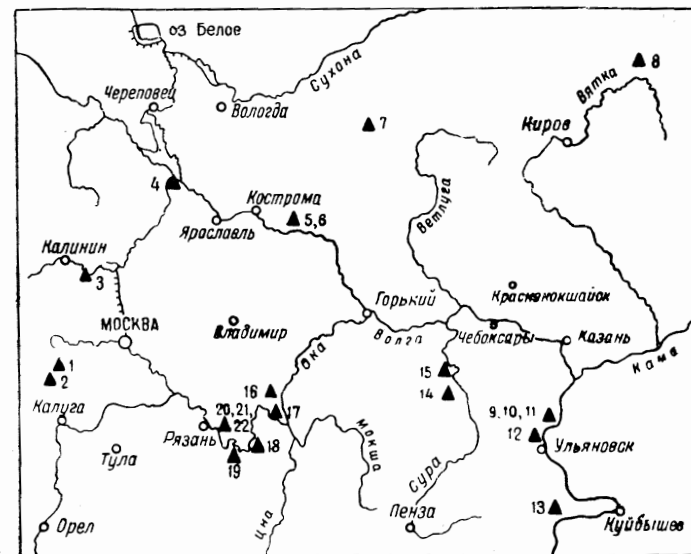 оз Белое
Сухона
8
Вятка
Череповец
Вологда
7
Киров
4
Кострома
5,6
Ярославль
Ветлуга
Калинин
3
Краснококшайск
Горький
Волга
МОСКВА
Владимир
Чебоксары
Казань
Кама
Ока
1
2
15
14
16
17
9,10,11
12
Калуга
20,21,
22
Рязань
18
19
Ульяновск
Тула
мокша
Сура
Цна
13
Орел
Пенза
Куйбышев